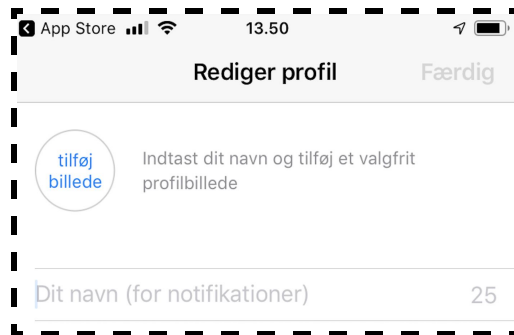 App Store 13.50
Rediger profil Færdig
tilføj
billede
Indtast dit navn og tilføj et valgfrit
profilbillede
Dit navn (for notifikationer) 25